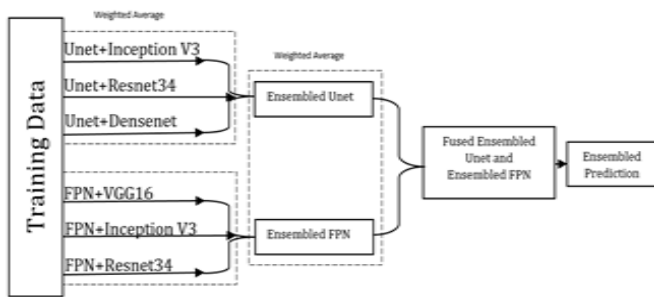 Weighted Average
Training Data
Unet+Inception V3
Unet+Resnet34
Unet+Densenet
FPN+VGG16
FPN+Inception V3
FPN+Resnet34
Weighted Average
Ensembled Unet
Ensembled FPN
Fused Ensembled
Unet and
Ensembled FPN
Ensembled
Prediction